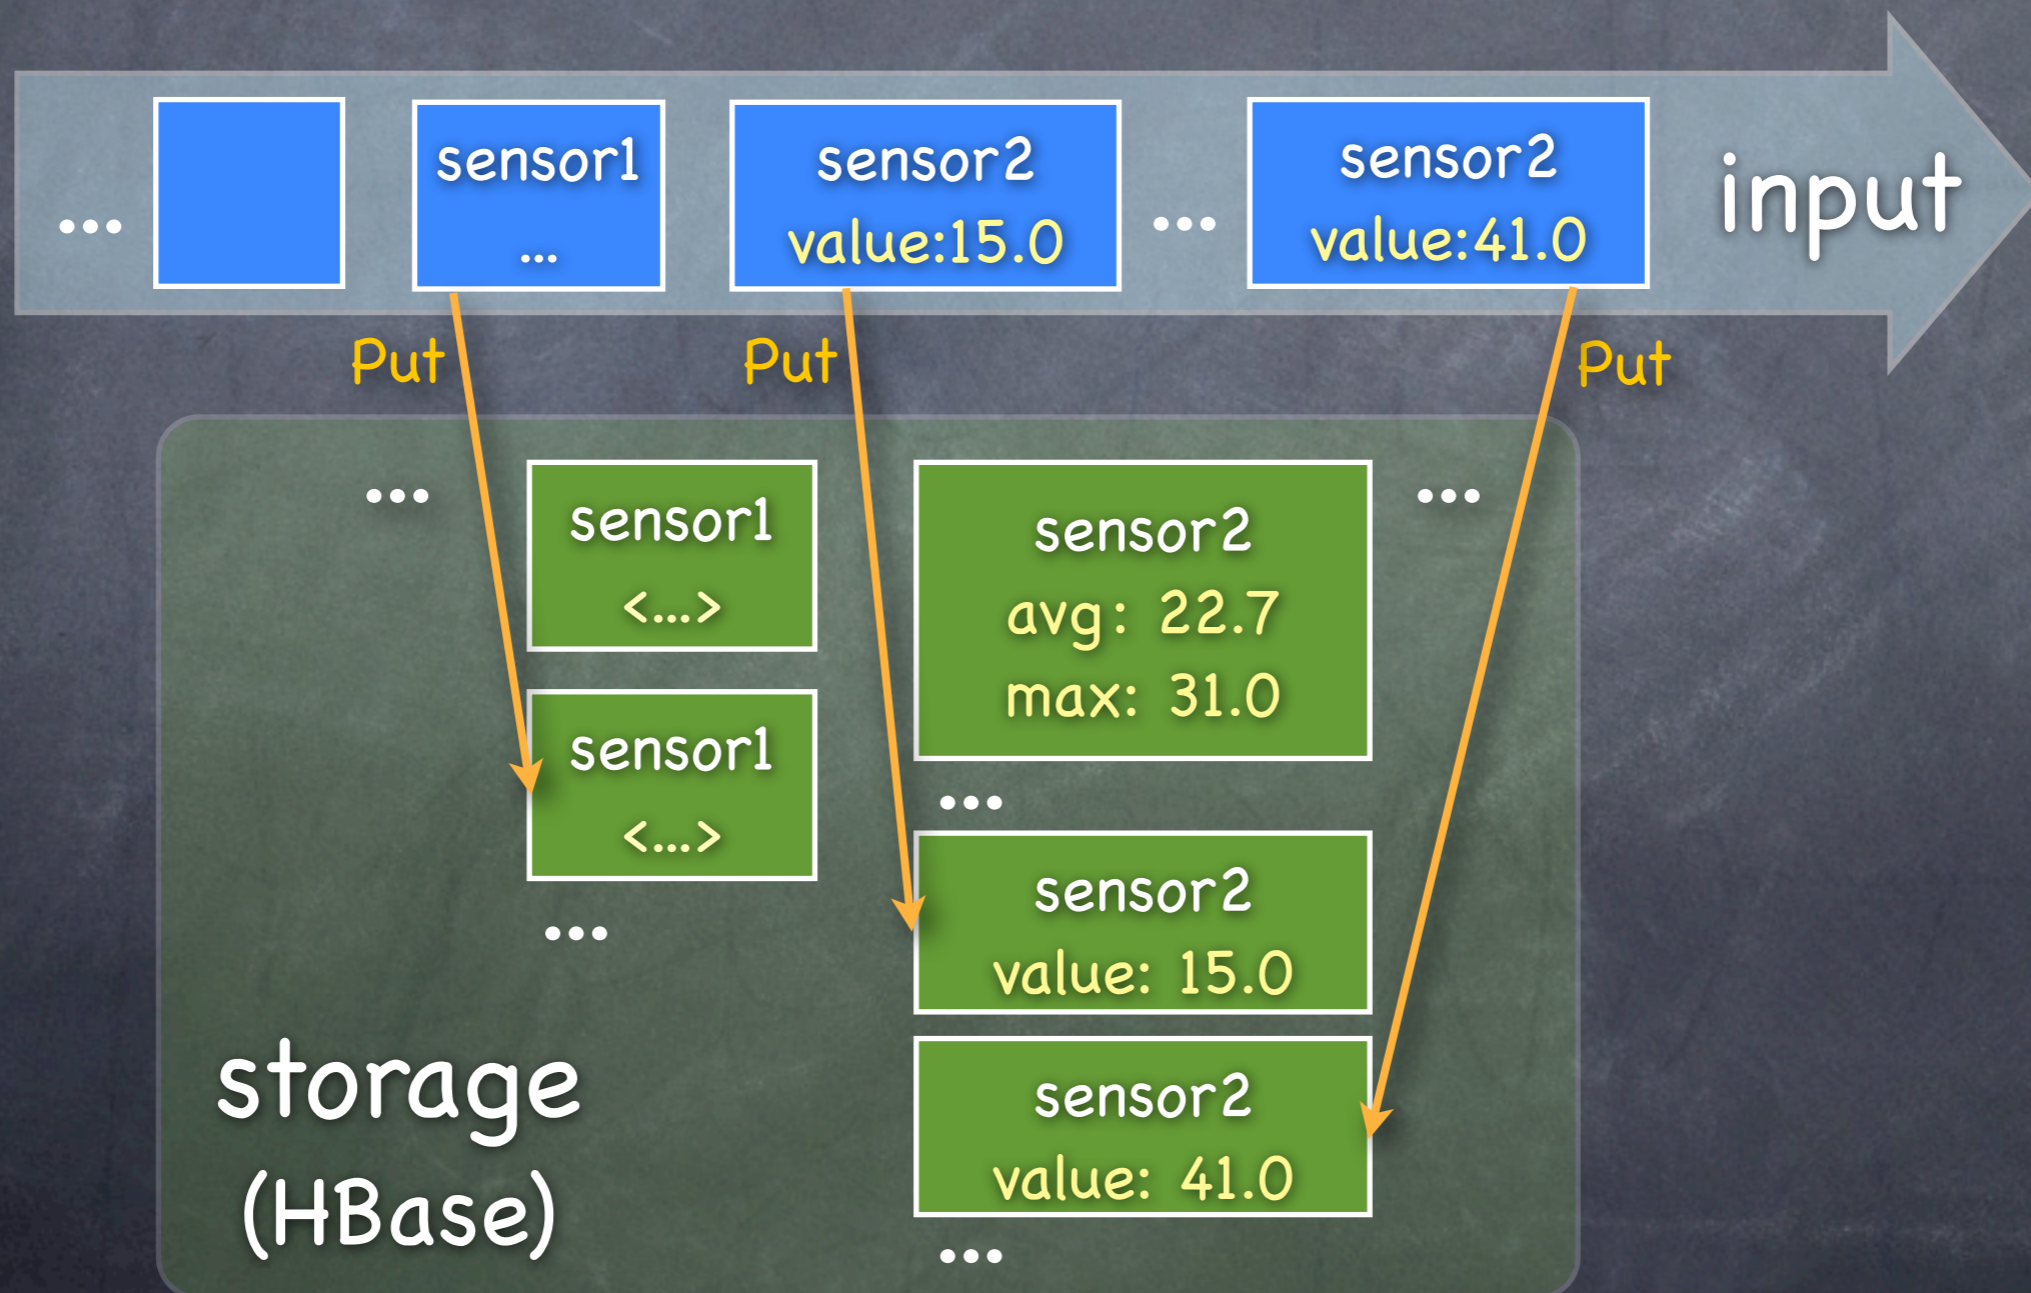 ...
sensor1
...
sensor2
value:15.0
...
sensor2
value:41.0
input
Put
Put
Put
...
sensor1
<...>
sensor2
avg: 22.7
max: 31.0
...
sensor1
<...>
...
...
sensor2
value: 15.0
sensor2
value: 41.0
...
storage
(HBase)